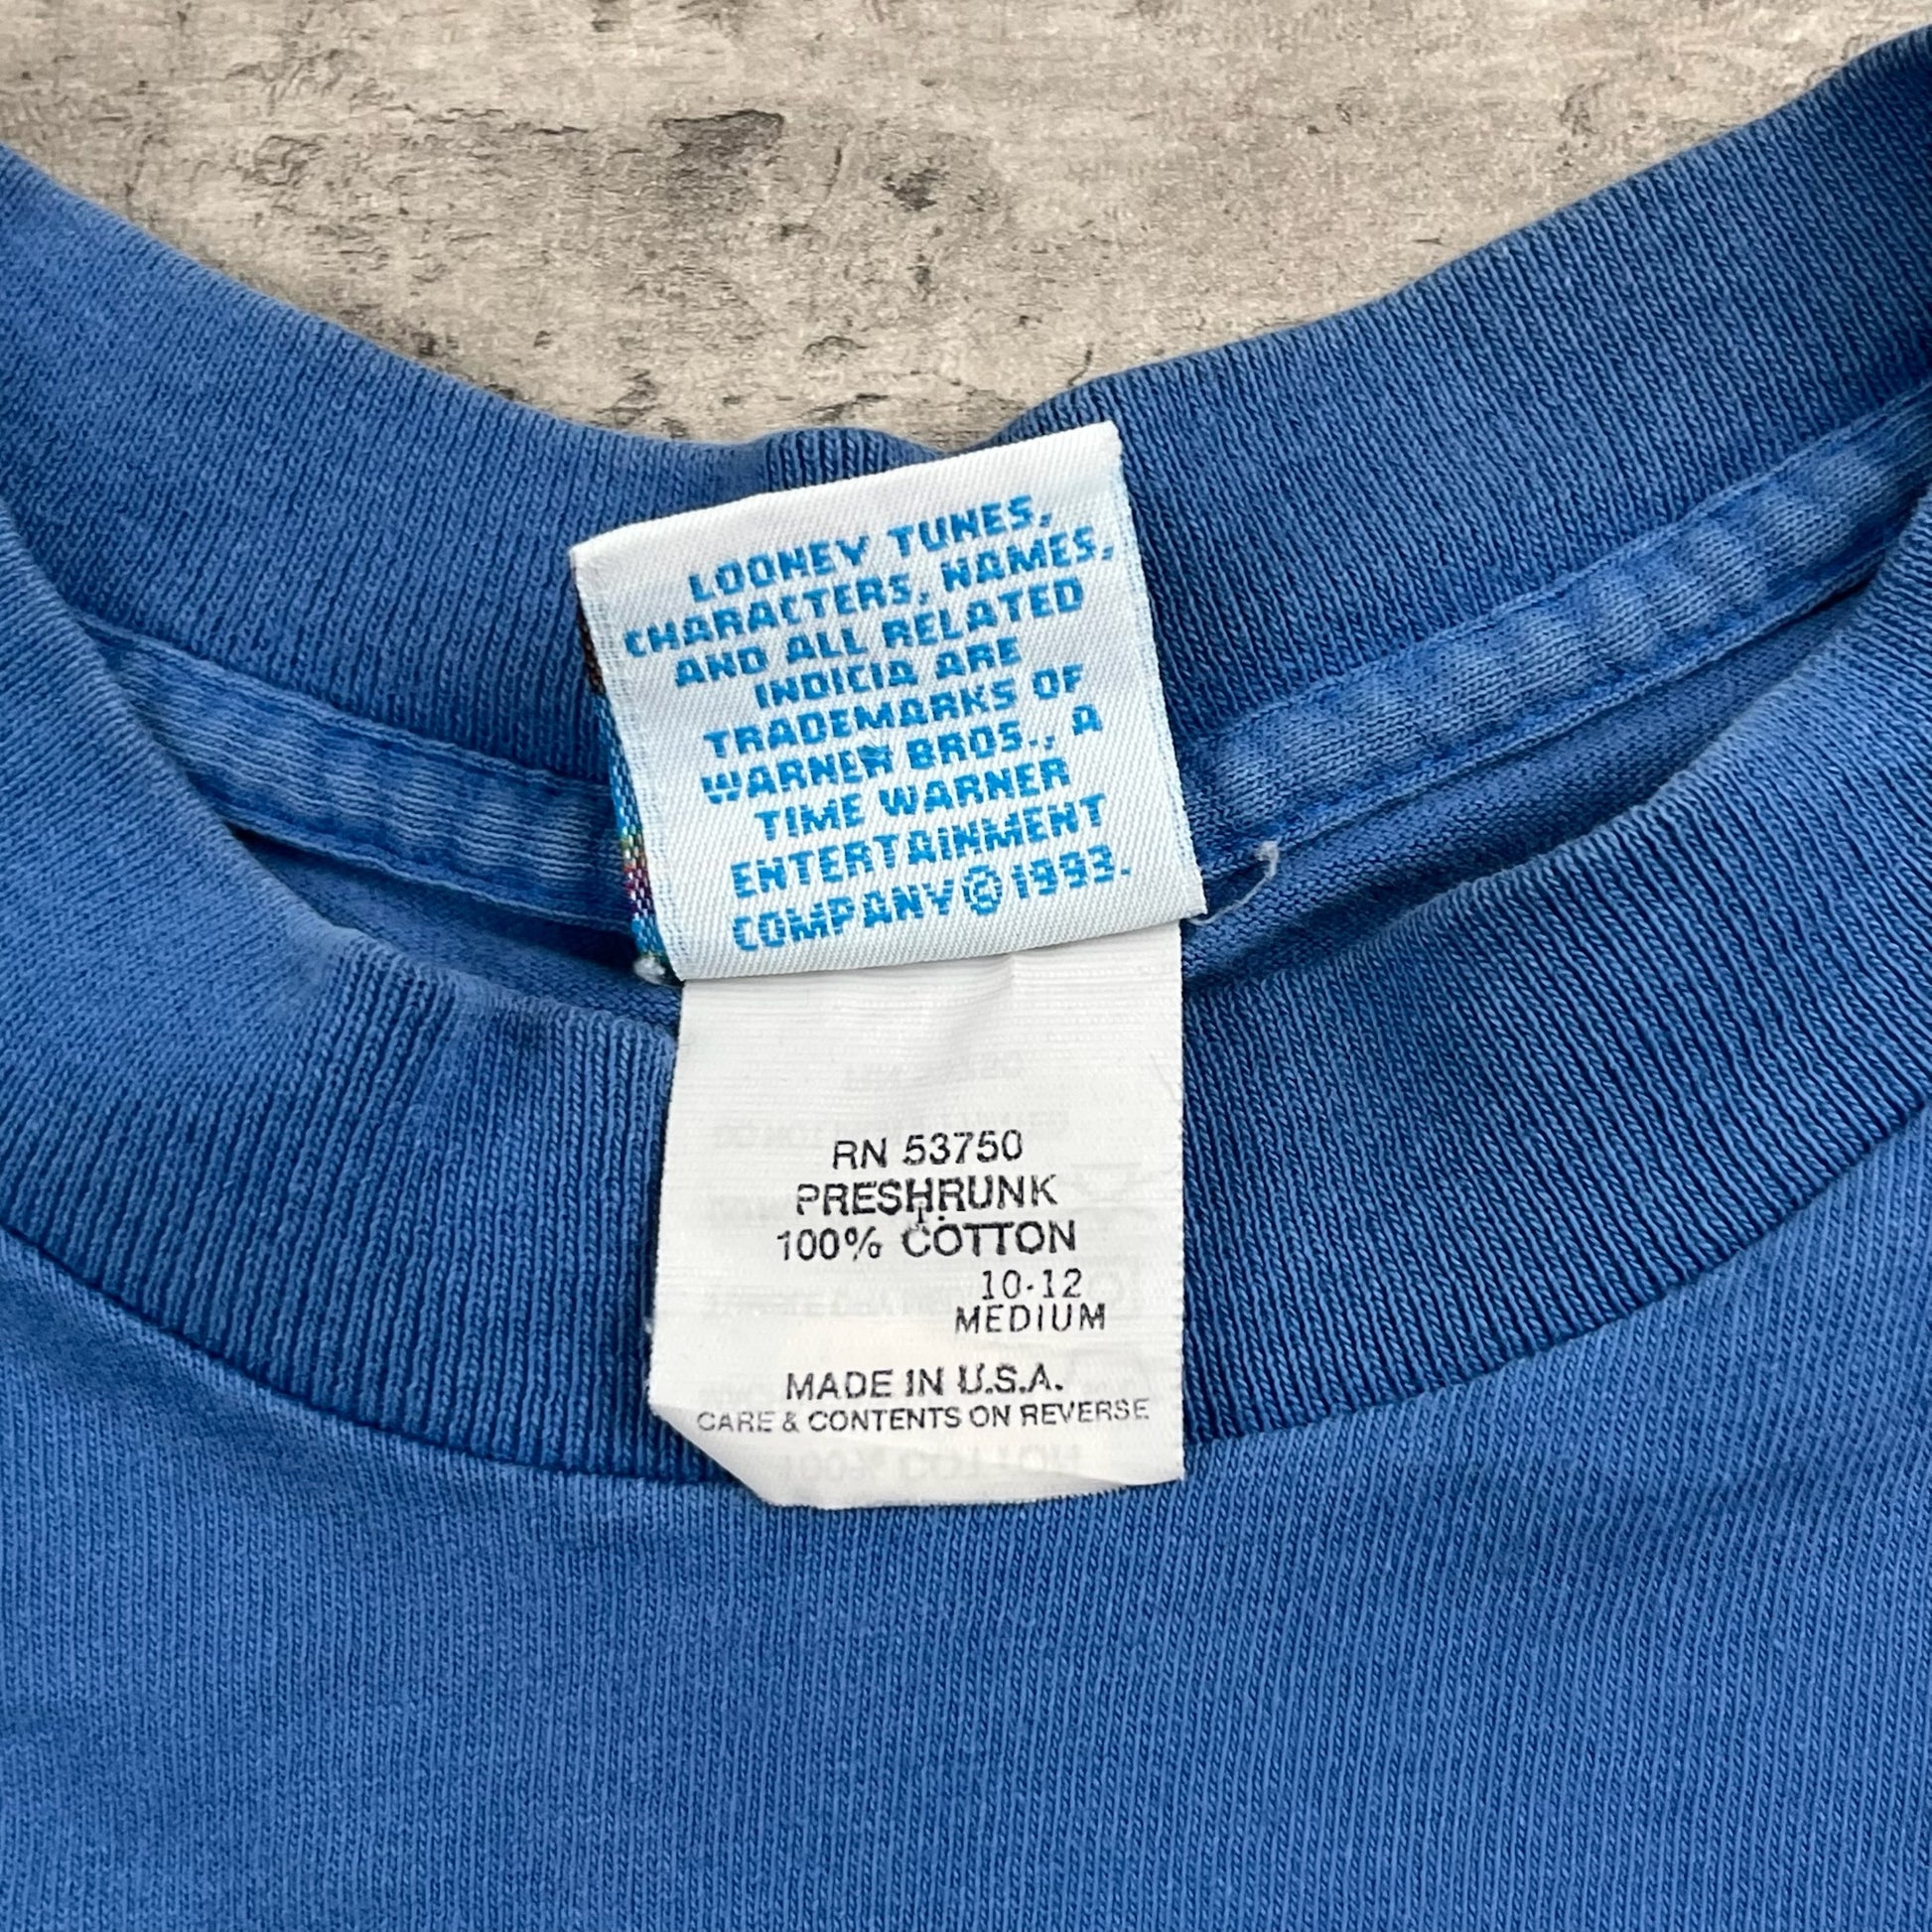 LOONEY TUNES,
CHARACTERS, NAMES,
AND ALL RELATED
INDICIA ARE
TRADEMARKS OF
WARNER BROS., A
TIME WARNER
ENTERTAINMENT
COMPANY © 1993.
RN 53750
PRESHRUNK
100% COTTON
10-12
MEDIUM
MADE IN U.S.A.
CARE & CONTENTS ON REVERSE